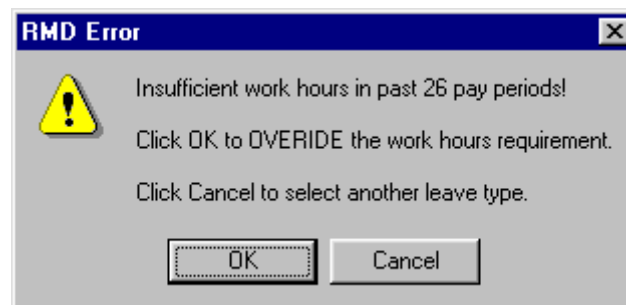 RMD Error
Insufficient work hours in past 26 pay periods!
Click OK to OVERIDE the work hours requirement.
Click Cancel to select another leave type.
OK Cancel